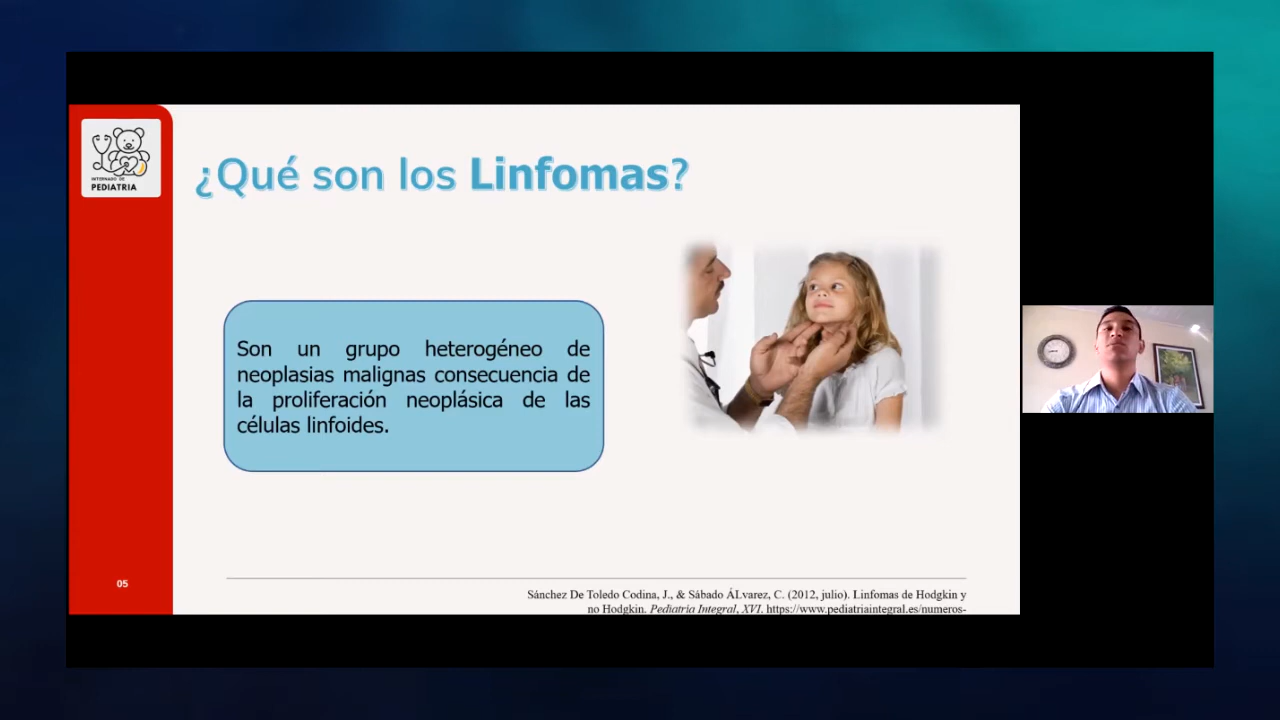 INTERNADO DE
PEDIATRIA
¿Qué son los Linfomas?
Son un grupo heterogéneo de
neoplasias malignas consecuencia de
la proliferación neoplásica de las
células linfoides.
05
Sánchez De Toledo Codina, J., & Sábado ÁLvarez, C. (2012, julio). Linfomas de Hodgkin y
no Hodgkin. Pediatría Integral, XVI. https://www.pediatriaintegral.es/numeros-